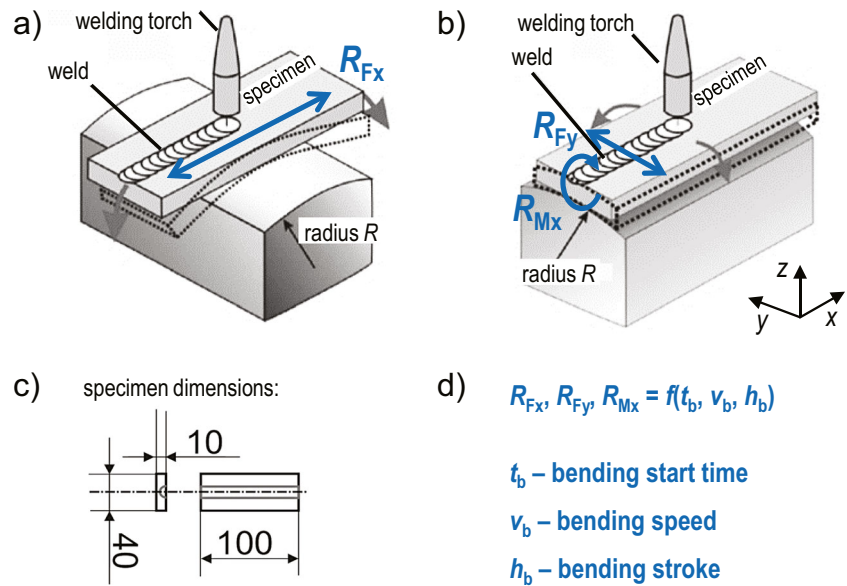 a)
welding torch
weld
specimen
RFx
radius R
b)
welding torch
weld
specimen
RFy
RMx
radius R
z
y
x
c)
specimen dimensions:
10
40
100
d)
RFx, RFy, RMx = f(tb, vb, hb)
tb – bending start time
vb – bending speed
hb – bending stroke